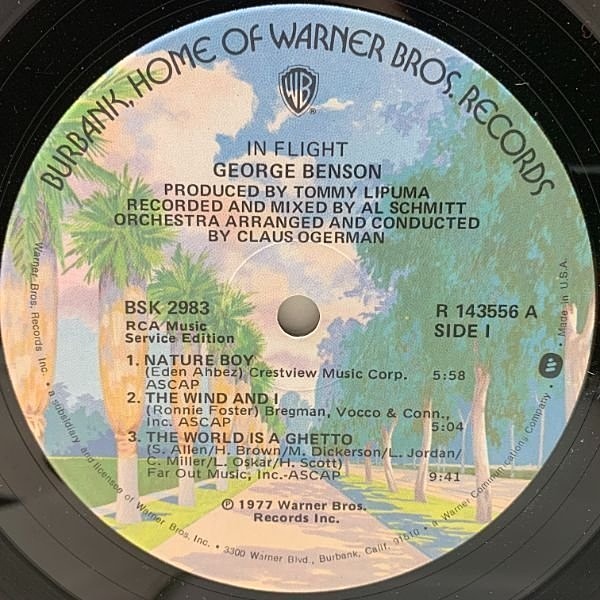 BURBANK, HOME OF WARNER BROS. RECORDS
WB
®
IN FLIGHT
GEORGE BENSON
PRODUCED BY TOMMY LIPUMA
RECORDED AND MIXED BY AL SCHMITT
ORCHESTRA ARRANGED AND CONDUCTED
BY CLAUS OGERMAN
BSK 2983
RCA Music
Service Edition
R 143556 A
SIDE I
1. NATURE BOY
(Eden Ahbez) Crestview Music Corp.
ASCAP 5:58
2. THE WIND AND I
(Ronnie Foster) Bregman, Vocco & Conn.,
Inc. ASCAP 5:04
3. THE WORLD IS A GHETTO
(S. Allen/H. Brown/M. Dickerson/L. Jordan/
C. Miller/L. Oskar/H. Scott)
Far Out Music, Inc.-ASCAP 9:41
℗ 1977 Warner Bros.
Records Inc.
Warner Bros. Records Inc. • a subsidiary and licensee of Warner Bros. Inc. • 3300 Warner Blvd., Burbank, Calif. 91510 • a Warner Communications Company • Made in U.S.A.